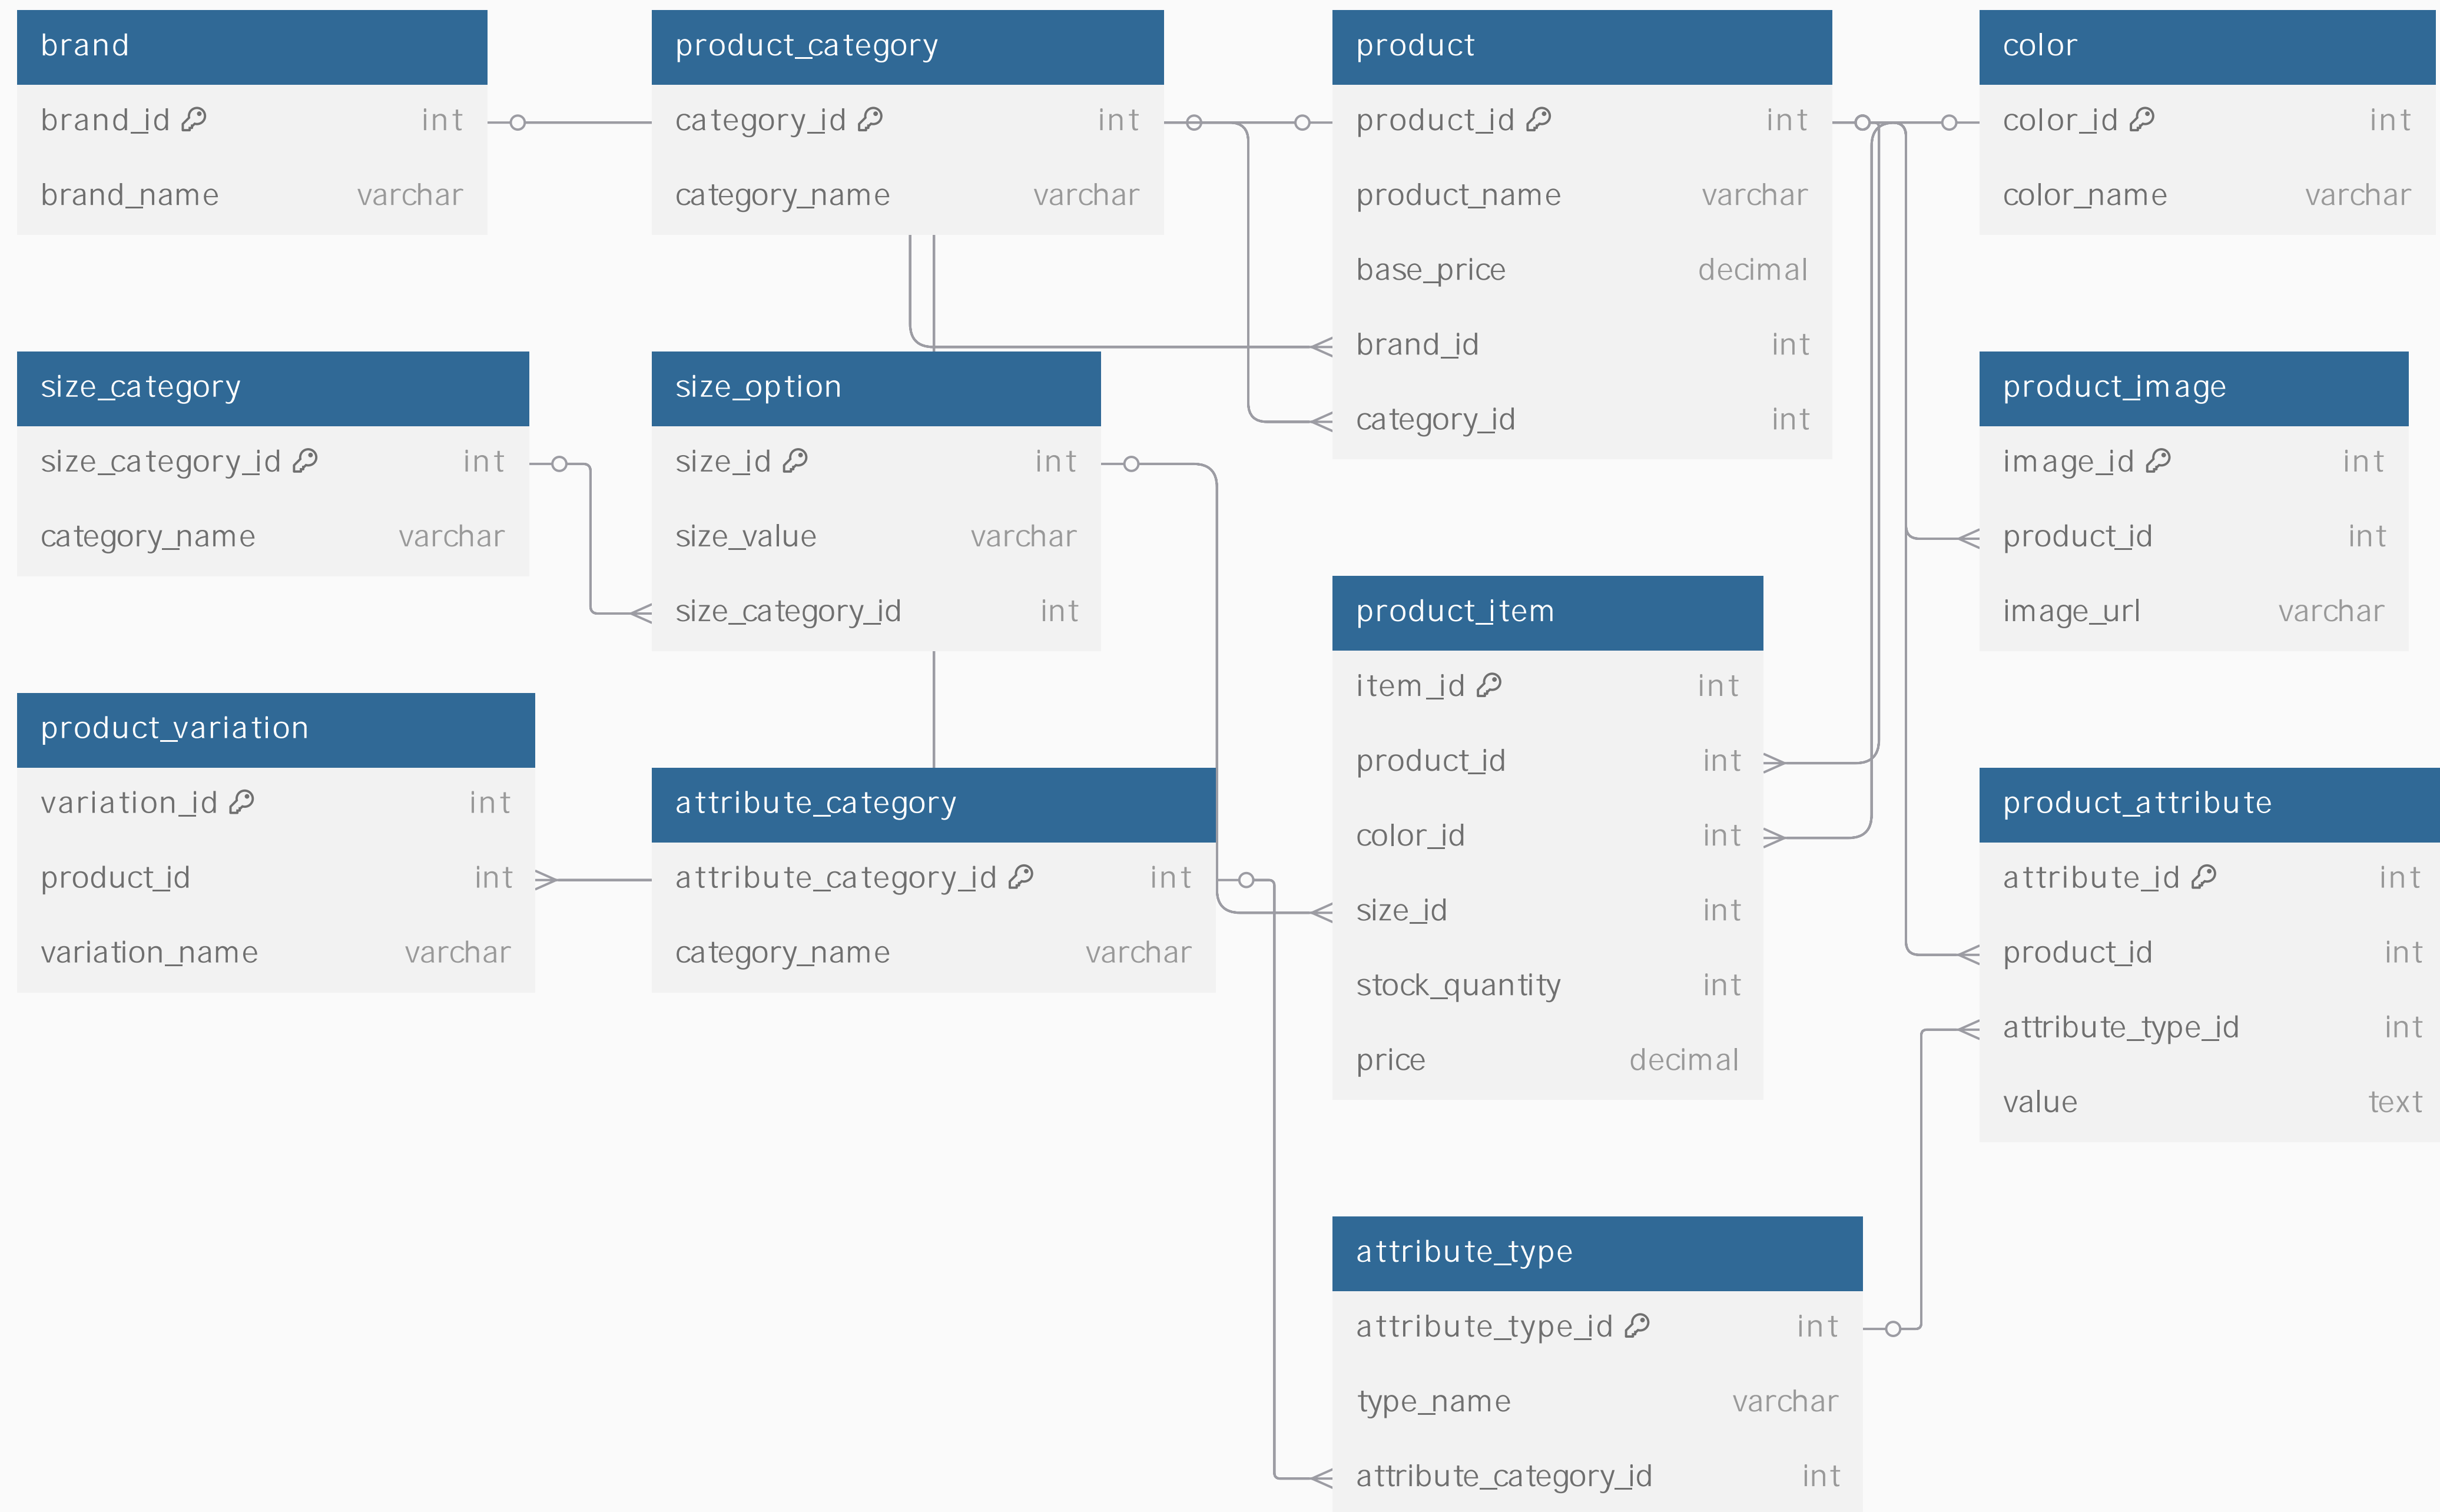 brand
brand_id int
brand_name varchar
product_category
category_id int
category_name varchar
product
product_id int
product_name varchar
base_price decimal
brand_id int
category_id int
color
color_id int
color_name varchar
size_category
size_category_id int
category_name varchar
size_option
size_id int
size_value varchar
size_category_id int
product_image
image_id int
product_id int
image_url varchar
product_item
item_id int
product_id int
color_id int
size_id int
stock_quantity int
price decimal
product_variation
variation_id int
product_id int
variation_name varchar
attribute_category
attribute_category_id int
category_name varchar
product_attribute
attribute_id int
product_id int
attribute_type_id int
value text
attribute_type
attribute_type_id int
type_name varchar
attribute_category_id int